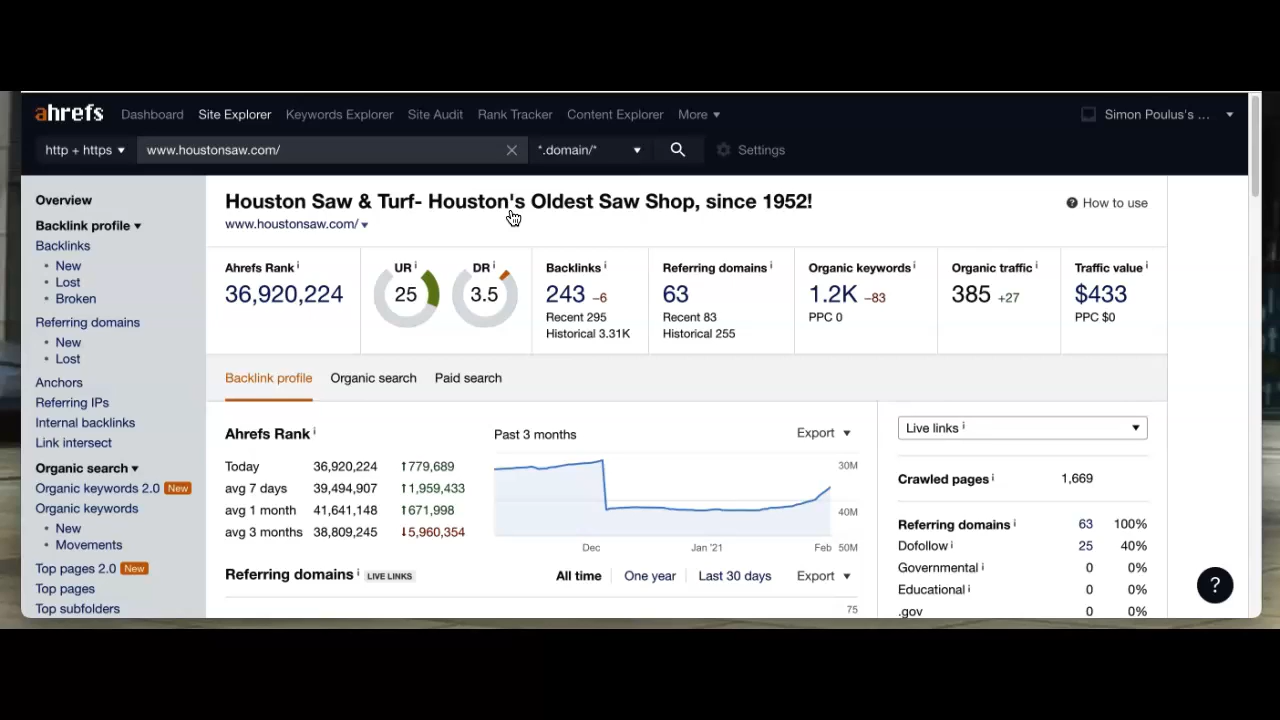 ahrefs Dashboard Site Explorer Keywords Explorer Site Audit Rank Tracker Content Explorer More Simon Poulus's ...
http + https www.houstonsaw.com/ *.domain/* Settings
Houston Saw & Turf- Houston's Oldest Saw Shop, since 1952!
How to use
www.houstonsaw.com/
Overview
Backlink profile
Backlinks
• New
• Lost
• Broken
Referring domains
• New
• Lost
Anchors
Referring IPs
Internal backlinks
Link intersect
Organic search
Organic keywords 2.0 New
Organic keywords
• New
• Movements
Top pages 2.0 New
Top pages
Top subfolders
Ahrefs Rank i
36,920,224
UR i
25
DR i
3.5
Backlinks i
243 –6
Recent 295
Historical 3.31K
Referring domains i
63
Recent 83
Historical 255
Organic keywords i
1.2K –83
PPC 0
Organic traffic i
385 +27
Traffic value i
$433
PPC $0
Backlink profile Organic search Paid search
Ahrefs Rank i
Past 3 months
Export
Today 36,920,224 ↑779,689
avg 7 days 39,494,907 ↑1,959,433
avg 1 month 41,641,148 ↑671,998
avg 3 months 38,809,245 ↓5,960,354
30M
40M
50M
Dec Jan '21 Feb
Referring domains i LIVE LINKS
All time One year Last 30 days Export
75
Live links i
Crawled pages i 1,669
Referring domains i 63 100%
Dofollow i 25 40%
Governmental i 0 0%
Educational i 0 0%
.gov 0 0%
?